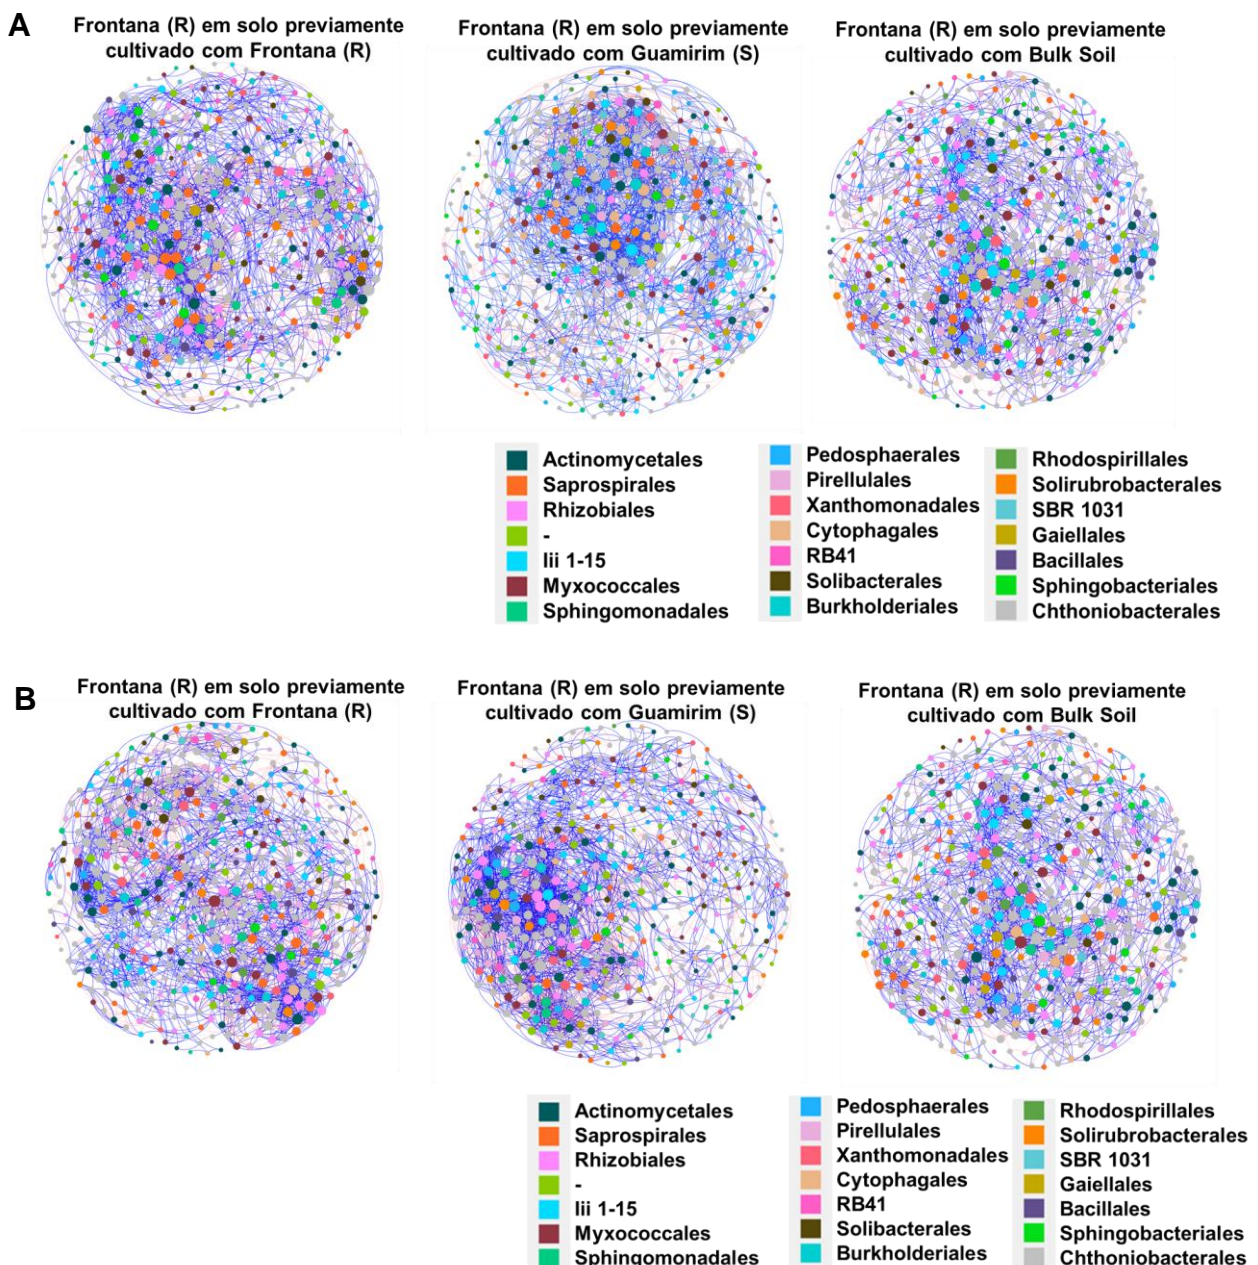 A
Frontana (R) em solo previamente
cultivado com Frontana (R)
Frontana (R) em solo previamente
cultivado com Guamirim (S)
Frontana (R) em solo previamente
cultivado com Bulk Soil
Actinomycetales
Saprospirales
Rhizobiales
-
Iii 1-15
Myxococcales
Sphingomonadales
Pedosphaerales
Pirellulales
Xanthomonadales
Cytophagales
RB41
Solibacterales
Burkholderiales
Rhodospirillales
Solirubrobacterales
SBR 1031
Gaiellales
Bacillales
Sphingobacteriales
Chthoniobacterales
B
Frontana (R) em solo previamente
cultivado com Frontana (R)
Frontana (R) em solo previamente
cultivado com Guamirim (S)
Frontana (R) em solo previamente
cultivado com Bulk Soil
Actinomycetales
Saprospirales
Rhizobiales
-
Iii 1-15
Myxococcales
Sphingomonadales
Pedosphaerales
Pirellulales
Xanthomonadales
Cytophagales
RB41
Solibacterales
Burkholderiales
Rhodospirillales
Solirubrobacterales
SBR 1031
Gaiellales
Bacillales
Sphingobacteriales
Chthoniobacterales